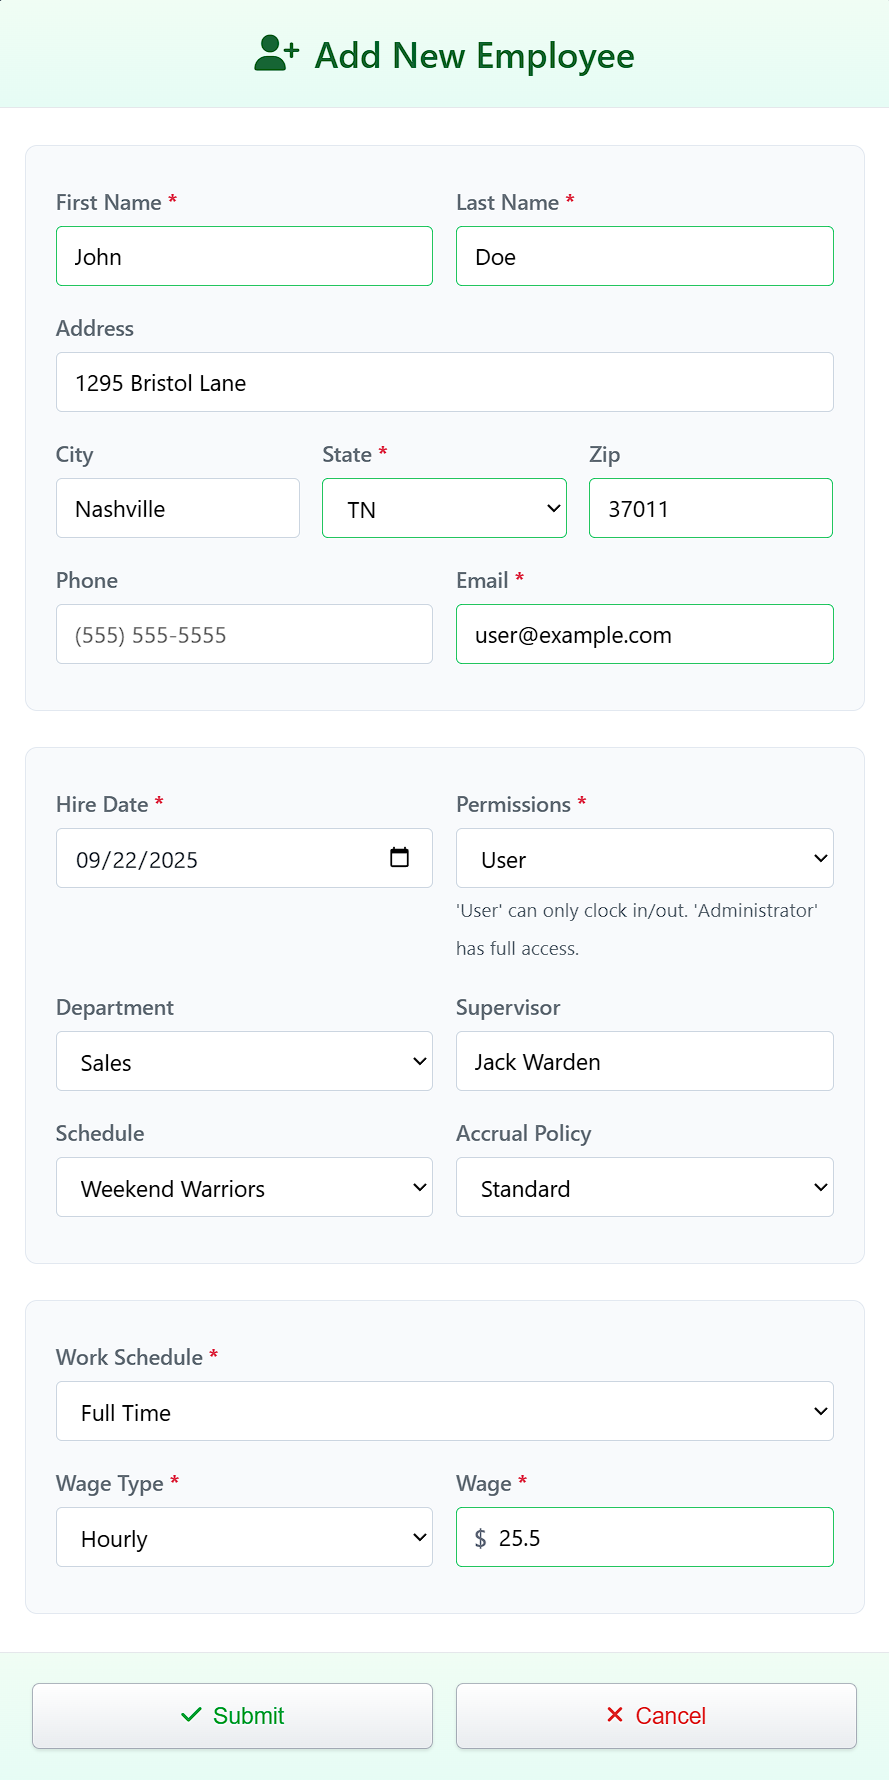 Add New Employee
First Name * Last Name *
John Doe
Address
1295 Bristol Lane
City State * Zip
Nashville TN 37011
Phone Email *
(555) 555-5555 user@example.com
Hire Date * Permissions *
09/22/2025 User
'User' can only clock in/out. 'Administrator'
has full access.
Department Supervisor
Sales Jack Warden
Schedule Accrual Policy
Weekend Warriors Standard
Work Schedule *
Full Time
Wage Type * Wage *
Hourly $ 25.5
Submit Cancel